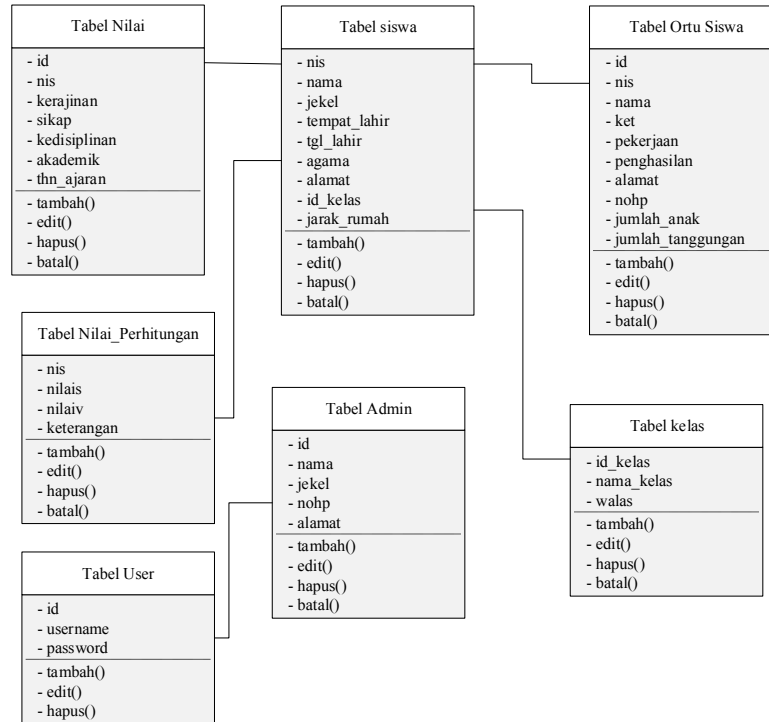 Tabel Nilai
- id
- nis
- kerajinan
- sikap
- kedisiplinan
- akademik
- thn_ajaran
- tambah()
- edit()
- hapus()
- batal()
Tabel siswa
- nis
- nama
- jekel
- tempat_lahir
- tgl_lahir
- agama
- alamat
- id_kelas
- jarak_rumah
- tambah()
- edit()
- hapus()
- batal()
Tabel Ortu Siswa
- id
- nis
- nama
- ket
- pekerjaan
- penghasilan
- alamat
- nohp
- jumlah_anak
- jumlah_tanggungan
- tambah()
- edit()
- hapus()
- batal()
Tabel Nilai_Perhitungan
- nis
- nilais
- nilaiv
- keterangan
- tambah()
- edit()
- hapus()
- batal()
Tabel Admin
- id
- nama
- jekel
- nohp
- alamat
- tambah()
- edit()
- hapus()
- batal()
Tabel kelas
- id_kelas
- nama_kelas
- walas
- tambah()
- edit()
- hapus()
- batal()
Tabel User
- id
- username
- password
- tambah()
- edit()
- hapus()